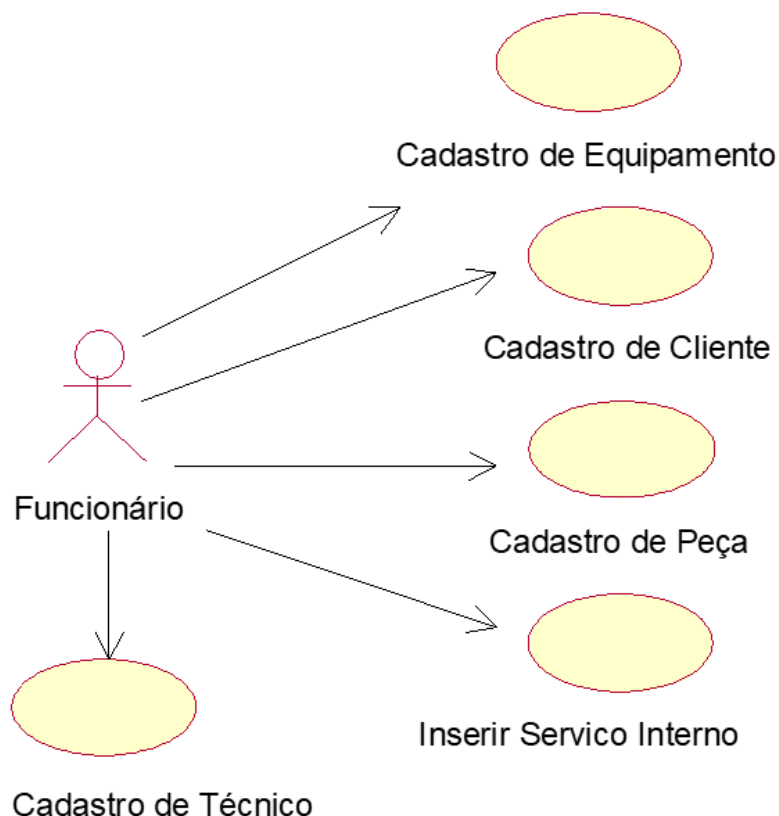 Cadastro de Equipamento
Cadastro de Cliente
Funcionário
Cadastro de Peça
Inserir Servico Interno
Cadastro de Técnico